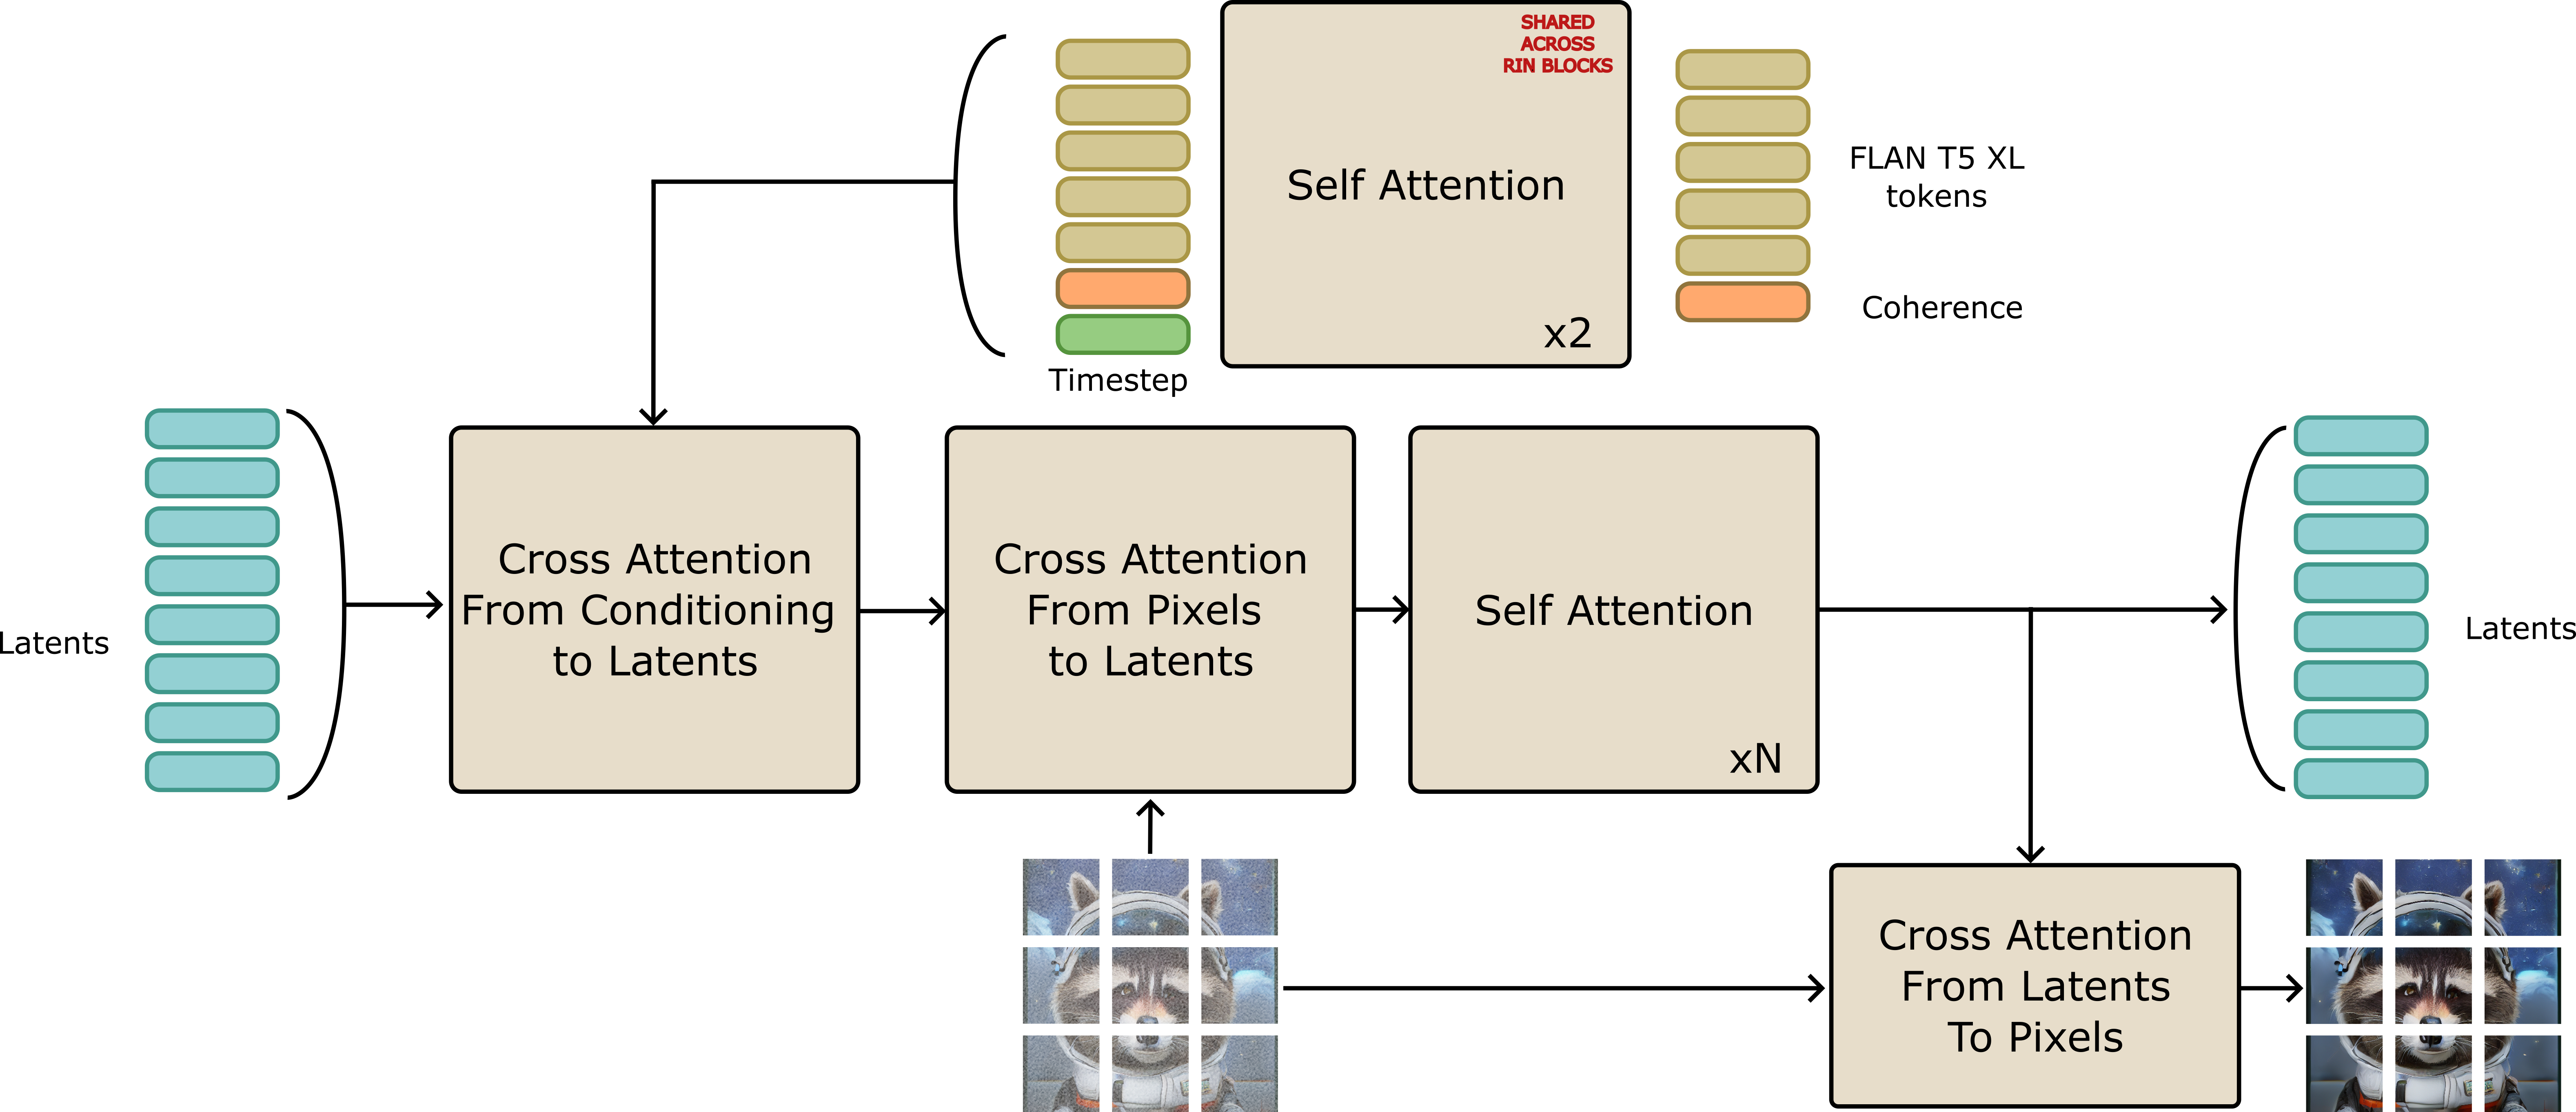 SHARED
ACROSS
RIN BLOCKS
Self Attention
x2
FLAN T5 XL
tokens
Coherence
Timestep
Latents
Cross Attention
From Conditioning
to Latents
Cross Attention
From Pixels
to Latents
Self Attention
xN
Latents
Cross Attention
From Latents
To Pixels